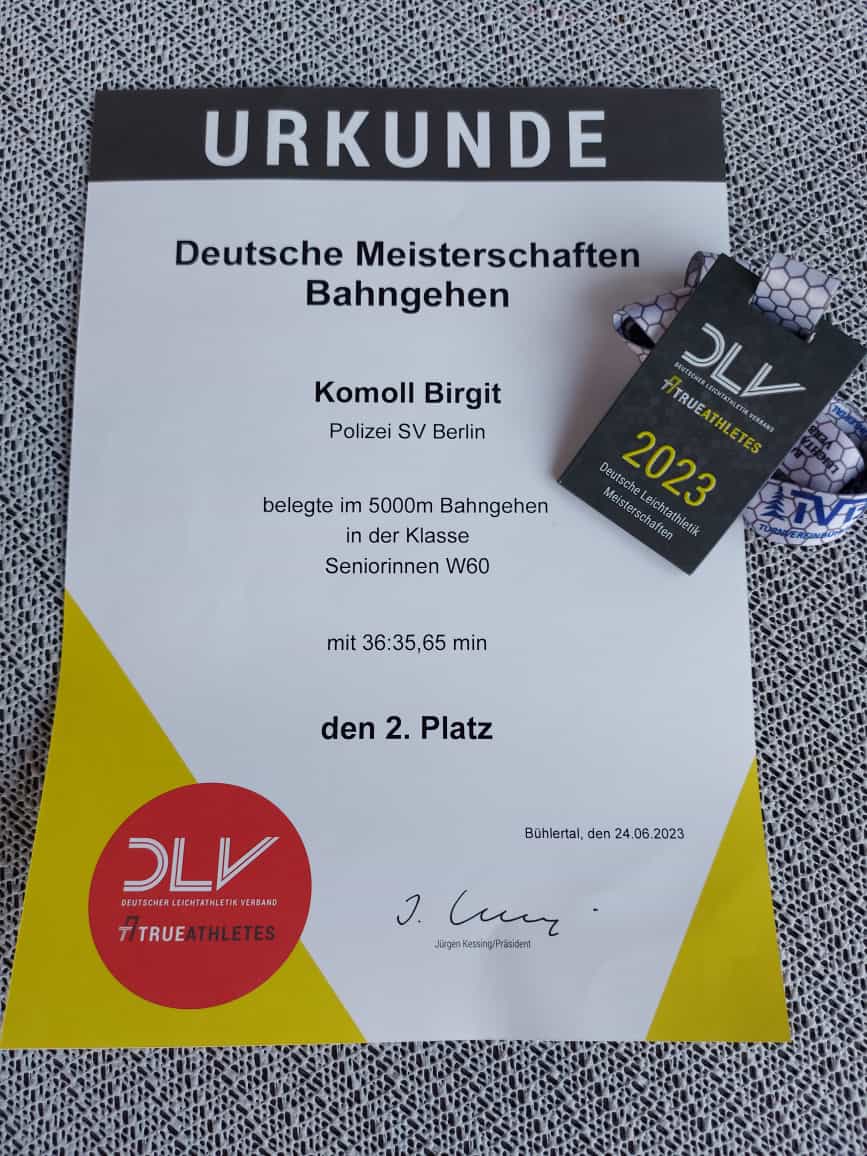 URKUNDE
Deutsche Meisterschaften
Bahngehen
Komoll Birgit
Polizei SV Berlin
belegte im 5000m Bahngehen
in der Klasse
Seniorinnen W60
mit 36:35,65 min
den 2. Platz
Bühlertal, den 24.06.2023
Jürgen Kessing/Präsident
DLV
DEUTSCHER LEICHTATHLETIK VERBAND
TRUEATHLETES
DLV
DEUTSCHER LEICHTATHLETIK VERBAND
TRUEATHLETES
2023
Deutsche Leichtathletik
Meisterschaften